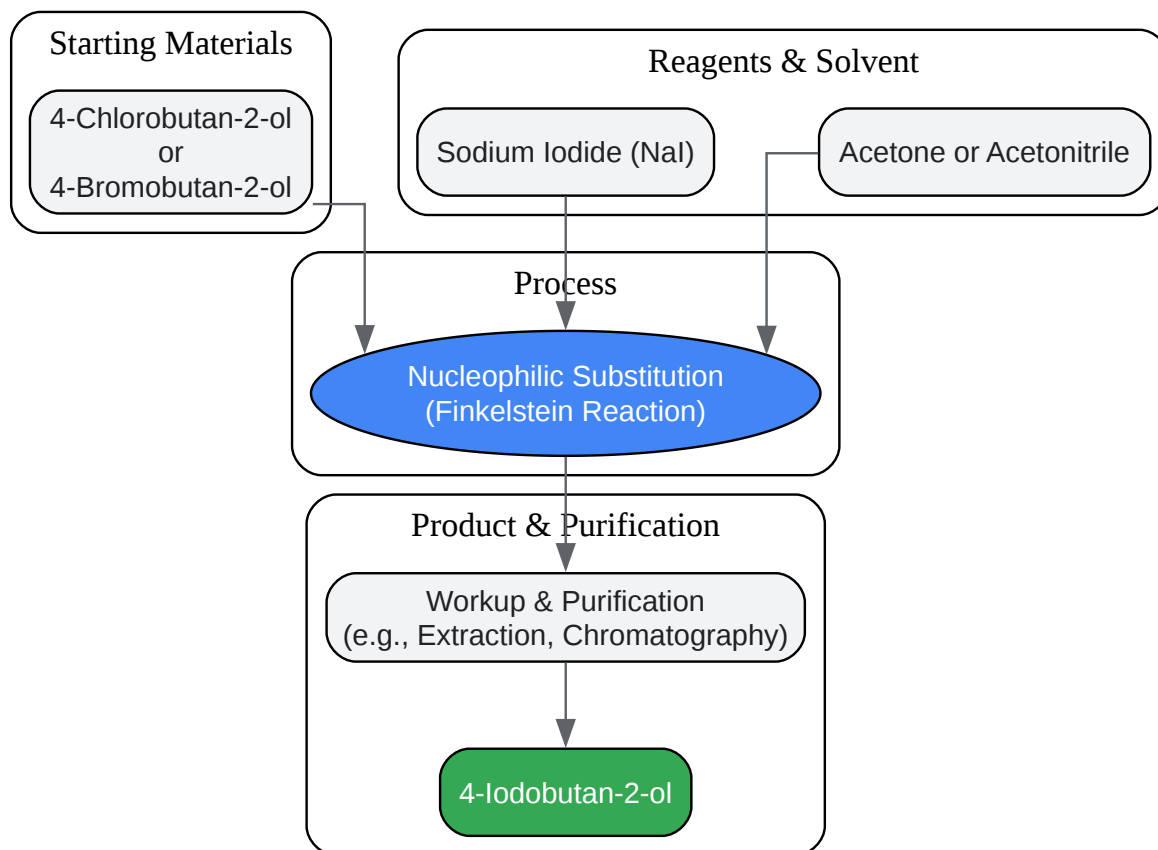 Starting Materials
4-Chlorobutan-2-ol
or
4-Bromobutan-2-ol
Reagents & Solvent
Sodium Iodide (NaI)
Acetone or Acetonitrile
Process
Nucleophilic Substitution
(Finkelstein Reaction)
Product & Purification
Workup & Purification
(e.g., Extraction, Chromatography)
4-Iodobutan-2-ol